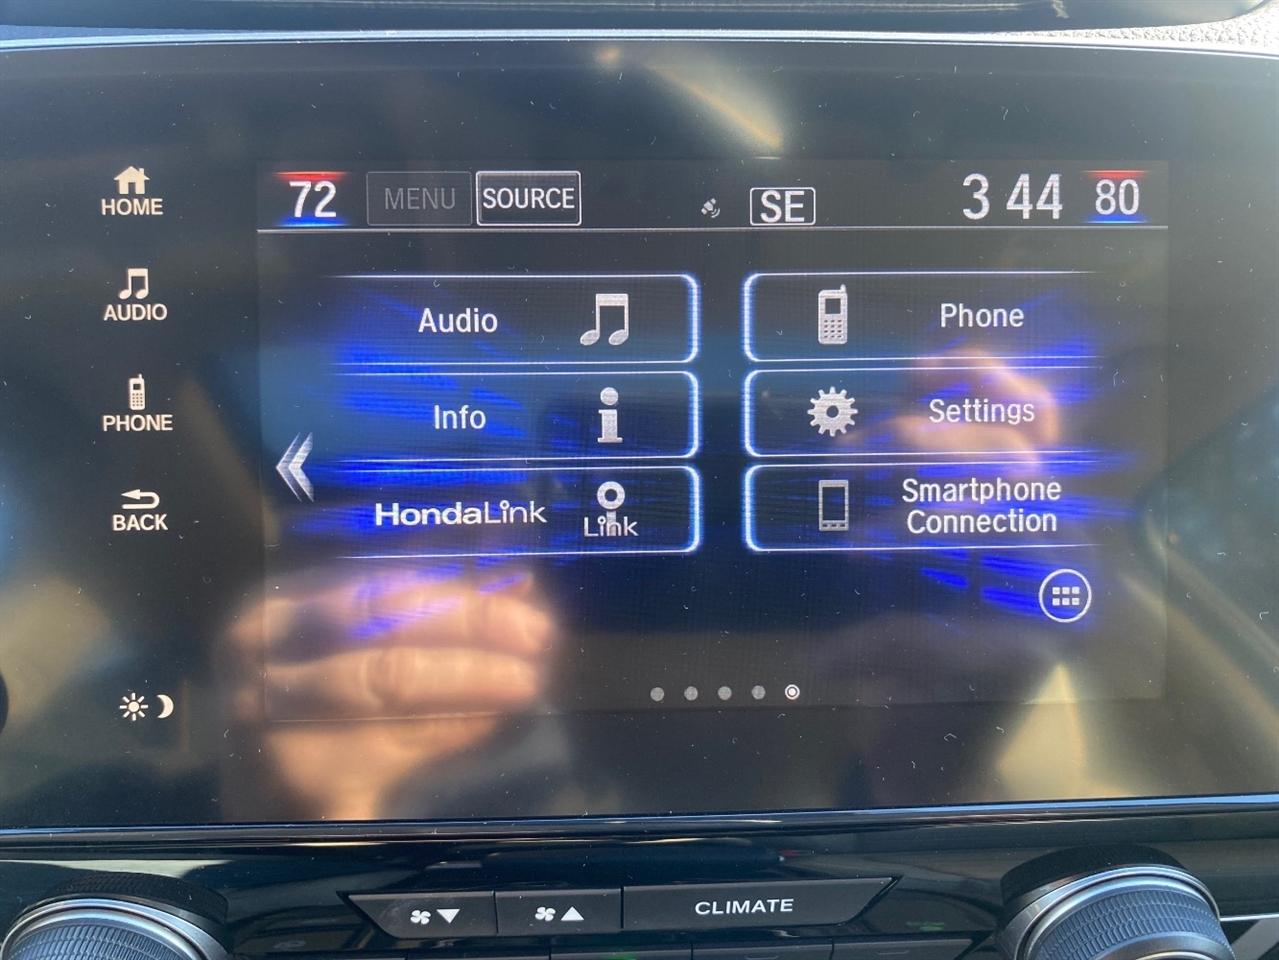 HOME
AUDIO
PHONE
BACK
72 MENU SOURCE SE 3 44 80
Audio
Phone
Info
Settings
HondaLink
Link
Smartphone
Connection
CLIMATE